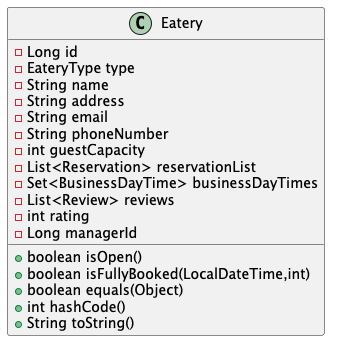 C Eatery
Long id
EateryType type
String name
String address
String email
String phoneNumber
int guestCapacity
List<Reservation> reservationList
Set<BusinessDayTime> businessDayTimes
List<Review> reviews
int rating
Long managerId
boolean isOpen()
boolean isFullyBooked(LocalDateTime,int)
boolean equals(Object)
int hashCode()
String toString()